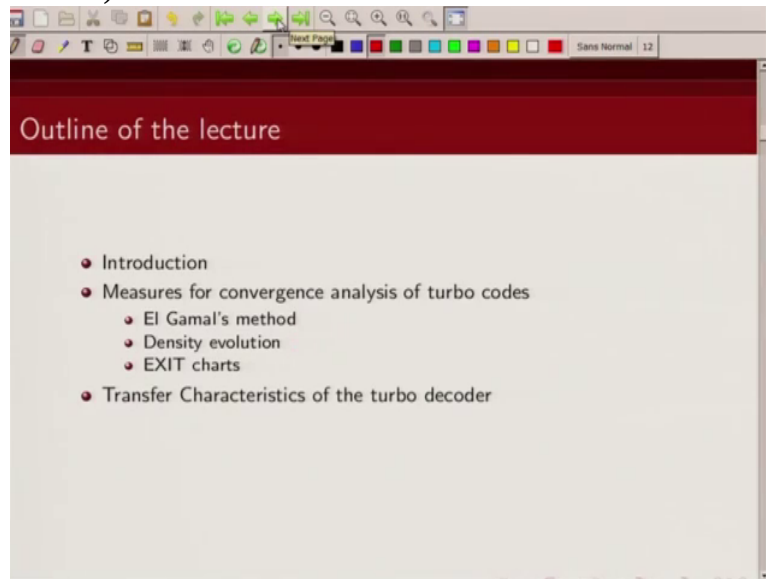 T
Next Page
Sans Normal 12
Outline of the lecture
Introduction
Measures for convergence analysis of turbo codes
El Gamal's method
Density evolution
EXIT charts
Transfer Characteristics of the turbo decoder